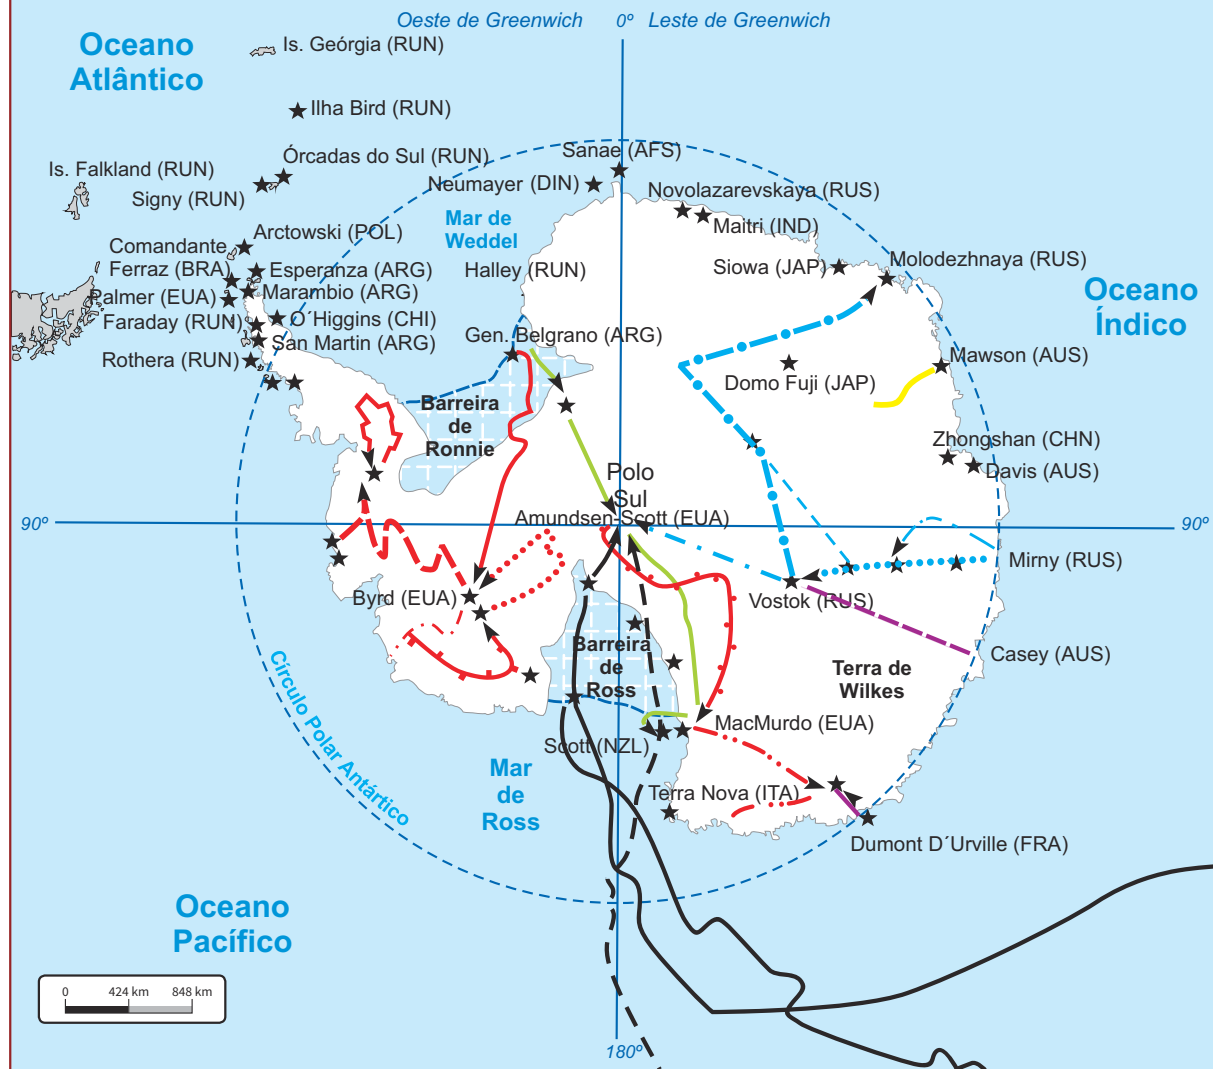 Oeste de Greenwich 0º Leste de Greenwich
Oceano
Atlântico
Is. Geórgia (RUN)
Ilha Bird (RUN)
Órcadas do Sul (RUN)
Is. Falkland (RUN)
Signy (RUN)
Sanae (AFS)
Neumayer (DIN)
Novolazarevskaya (RUS)
Maitri (IND)
Mar de
Weddel
Arctowski (POL)
Comandante
Ferraz (BRA)
Esperanza (ARG)
Palmer (EUA)
Marambio (ARG)
Faraday (RUN)
O´Higgins (CHI)
San Martin (ARG)
Rothera (RUN)
Halley (RUN)
Siowa (JAP)
Molodezhnaya (RUS)
Oceano
Índico
Gen. Belgrano (ARG)
Mawson (AUS)
Domo Fuji (JAP)
Barreira
de
Ronnie
Zhongshan (CHN)
Davis (AUS)
Polo
Sul
Amundsen-Scott (EUA)
90º
90º
Mirny (RUS)
Byrd (EUA)
Vostok (RUS)
Barreira
de
Ross
Casey (AUS)
Terra de
Wilkes
Círculo Polar Antártico
MacMurdo (EUA)
Scott (NZL)
Mar
de
Ross
Terra Nova (ITA)
Dumont D´Urville (FRA)
Oceano
Pacífico
0 424 km 848 km
180º